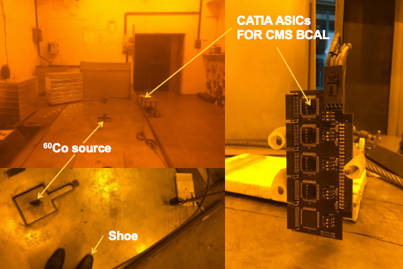 CATIA ASICs
FOR CMS BCAL
⁶⁰Co source
Shoe